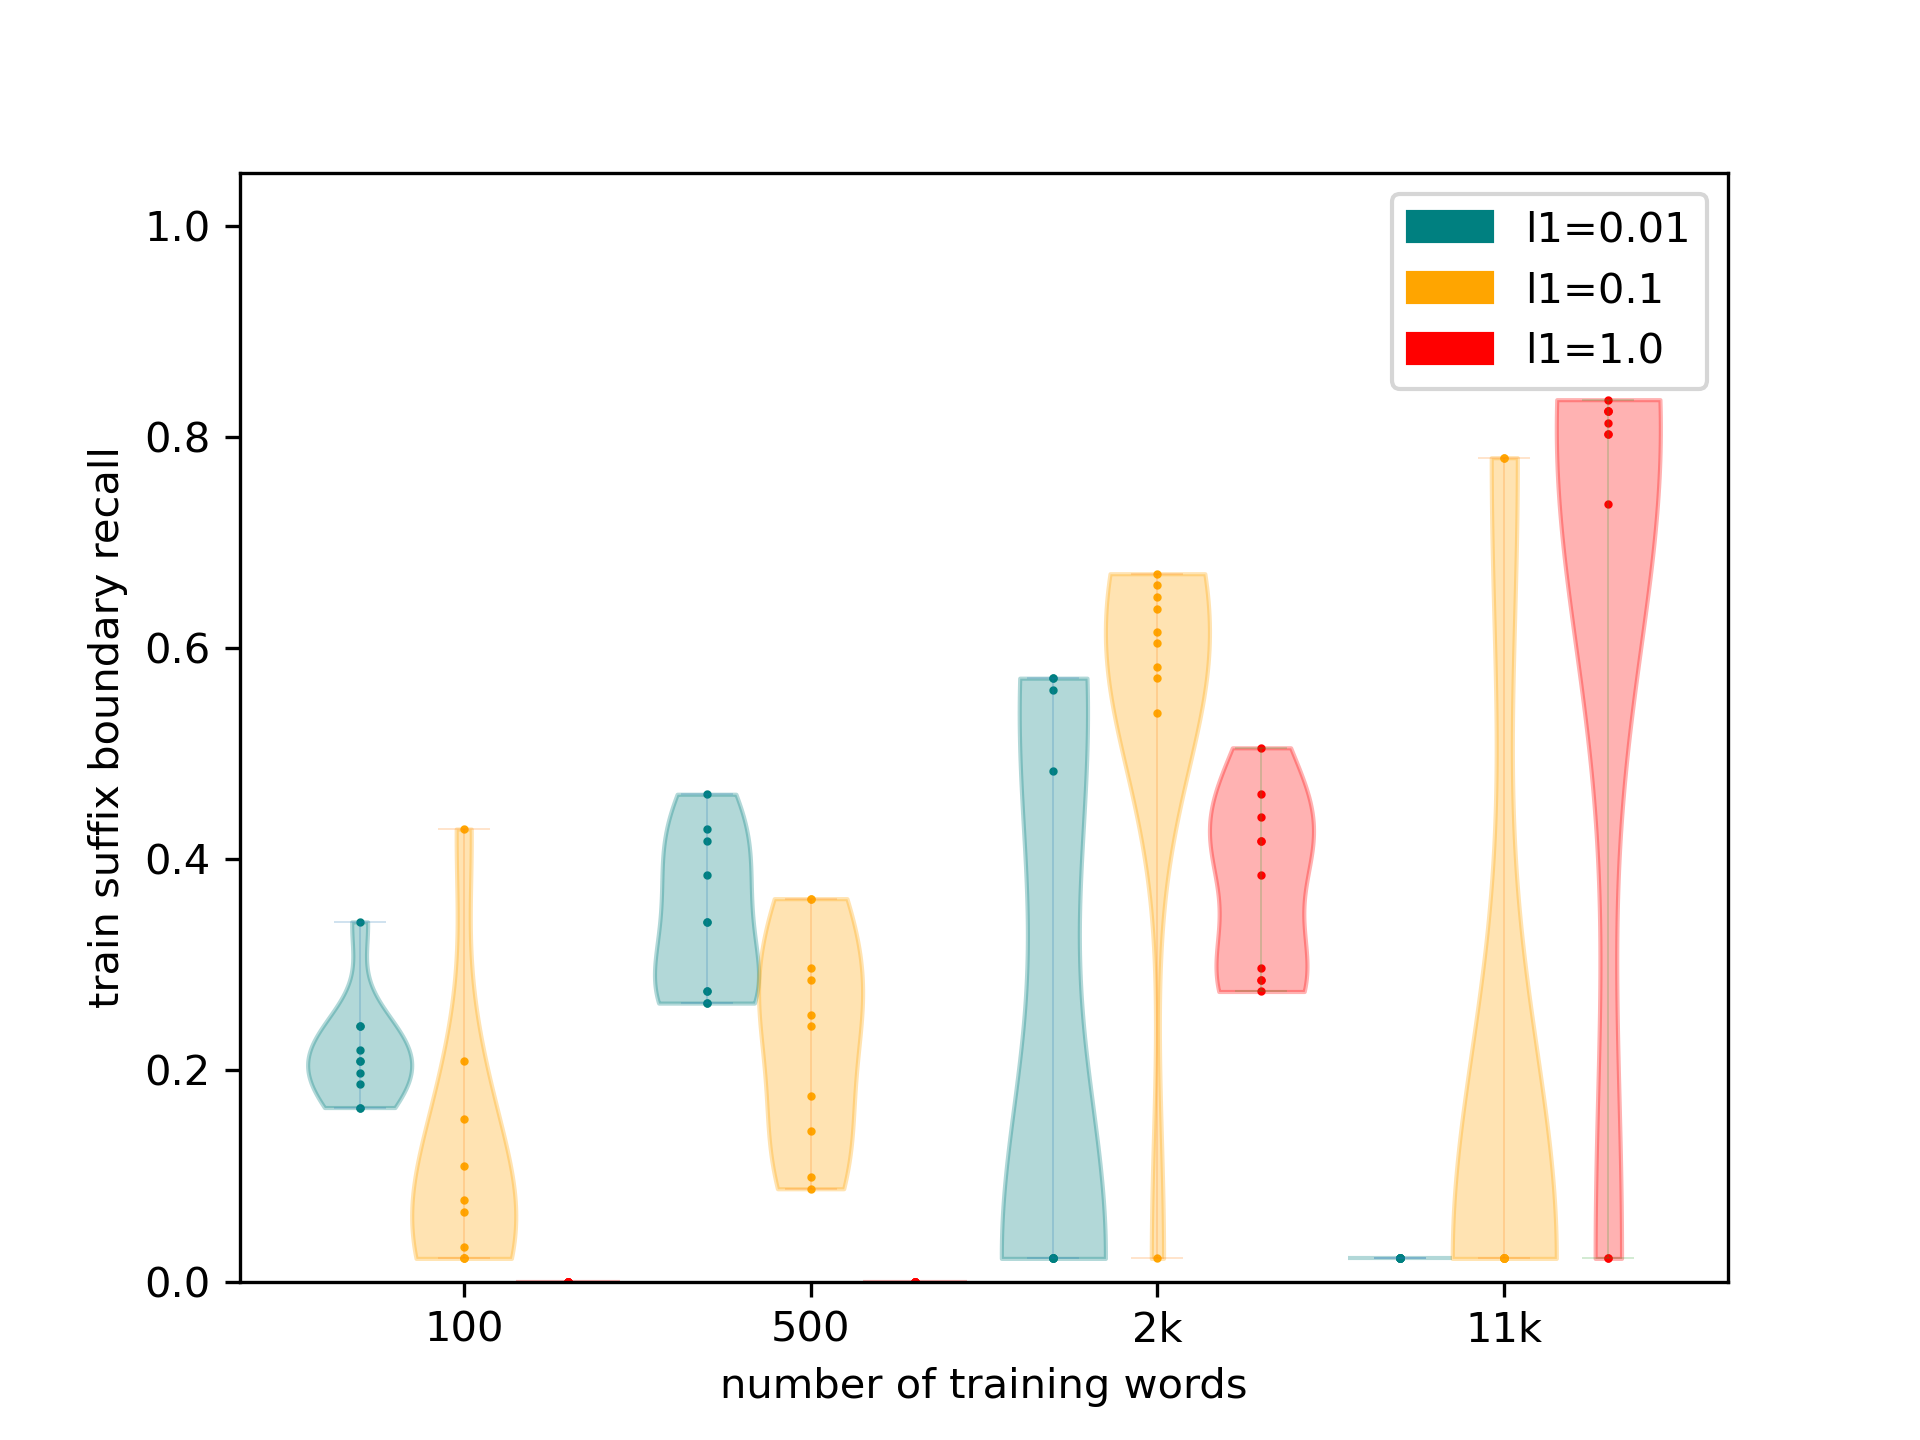 l1=0.01
l1=0.1
l1=1.0
train suffix boundary recall
1.0
0.8
0.6
0.4
0.2
0.0
100 500 2k 11k
number of training words